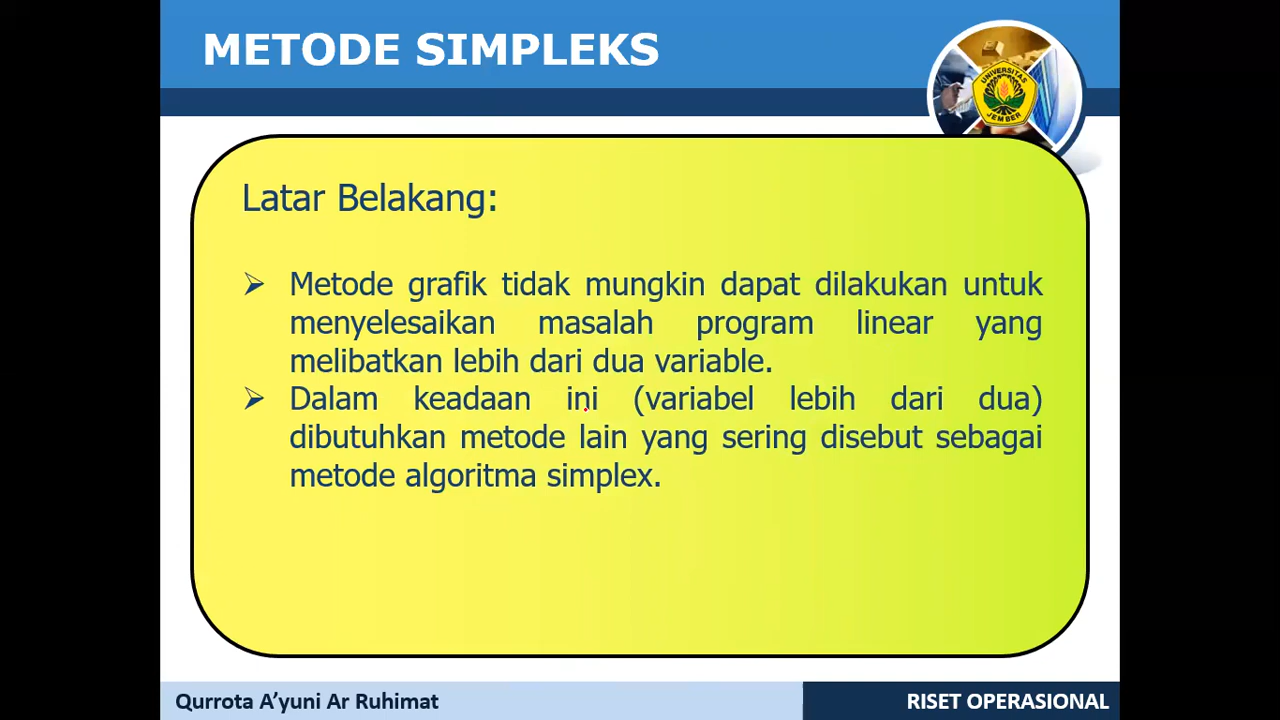 METODE SIMPLEKS
UNIVERSITAS
JEMBER
Latar Belakang:
➢ Metode grafik tidak mungkin dapat dilakukan untuk
menyelesaikan masalah program linear yang
melibatkan lebih dari dua variable.
➢ Dalam keadaan ini (variabel lebih dari dua)
dibutuhkan metode lain yang sering disebut sebagai
metode algoritma simplex.
Qurrota A’yuni Ar Ruhimat
RISET OPERASIONAL